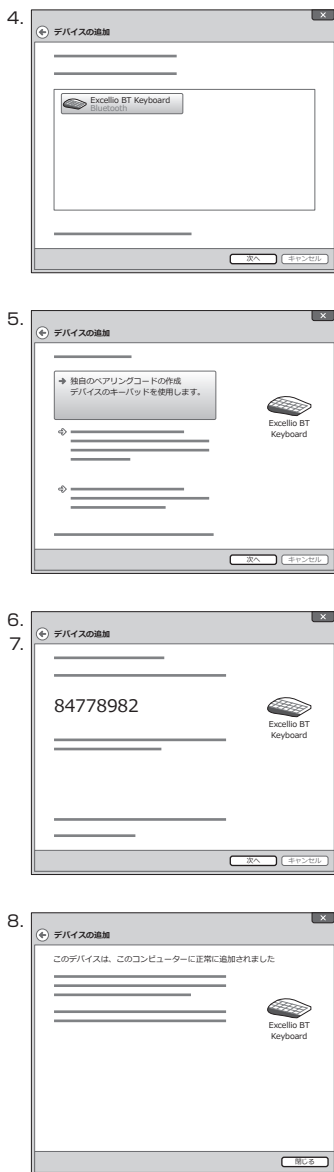 4.
×
デバイスの追加
Excellio BT Keyboard
Bluetooth
次へ
キャンセル
5.
×
デバイスの追加
独自のペアリングコードの作成
デバイスのキーパッドを使用します。
Excellio BT
Keyboard
次へ
キャンセル
6.
7.
×
デバイスの追加
84778982
Excellio BT
Keyboard
次へ
キャンセル
8.
×
デバイスの追加
このデバイスは、このコンピューターに正常に追加されました
Excellio BT
Keyboard
閉じる